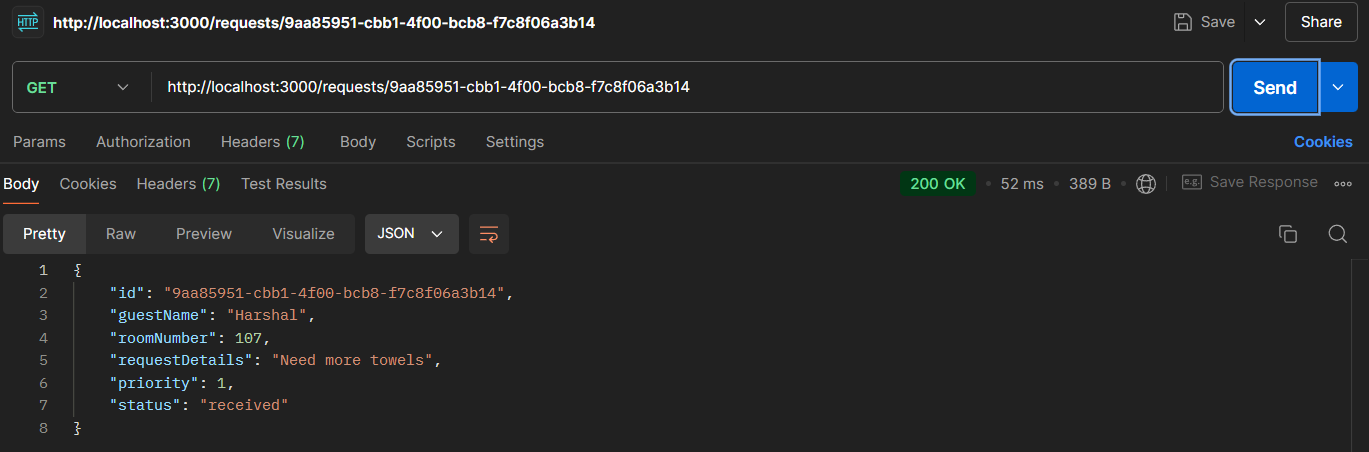 HTTP http://localhost:3000/requests/9aa85951-cbb1-4f00-bcb8-f7c8f06a3b14 Save Share
GET http://localhost:3000/requests/9aa85951-cbb1-4f00-bcb8-f7c8f06a3b14 Send
Params Authorization Headers (7) Body Scripts Settings Cookies
Body Cookies Headers (7) Test Results 200 OK 52 ms 389 B e.g. Save Response
Pretty Raw Preview Visualize JSON
1 {
2 "id": "9aa85951-cbb1-4f00-bcb8-f7c8f06a3b14",
3 "guestName": "Harshal",
4 "roomNumber": 107,
5 "requestDetails": "Need more towels",
6 "priority": 1,
7 "status": "received"
8 }